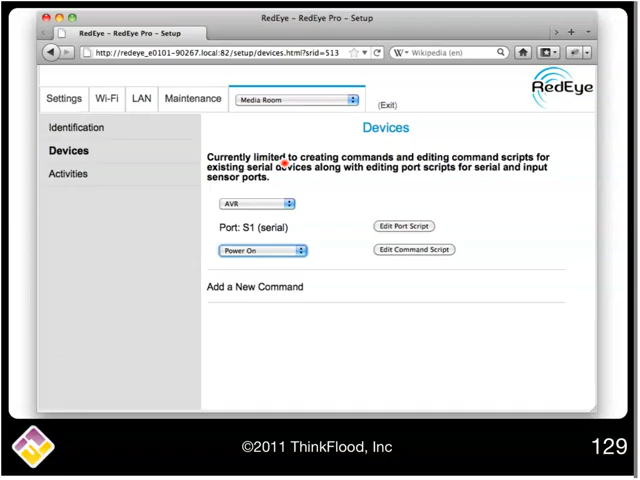 RedEye – RedEye Pro – Setup
RedEye – RedEye Pro – Setup
http://redeye_e0101-90267.local:82/setup/devices.html?srid=513
Wikipedia (en)
RedEye
Settings
Wi-Fi
LAN
Maintenance
Media Room
(Exit)
Identification
Devices
Activities
Devices
Currently limited to creating commands and editing command scripts for
existing serial devices along with editing port scripts for serial and input
sensor ports.
AVR
Port: S1 (serial)
Edit Port Script
Power On
Edit Command Script
Add a New Command
©2011 ThinkFlood, Inc
129